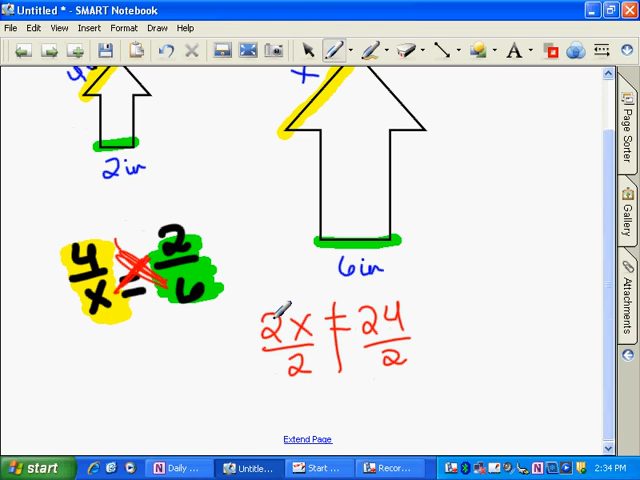 Untitled * - SMART Notebook
File Edit View Insert Format Draw Help
A
4
x
2in
6in
4/x = 2/6
2x/2 = 24/2
Extend Page
Page Sorter
Gallery
Attachments
start
Daily ...
Untitle...
Start ...
Recor...
2:34 PM